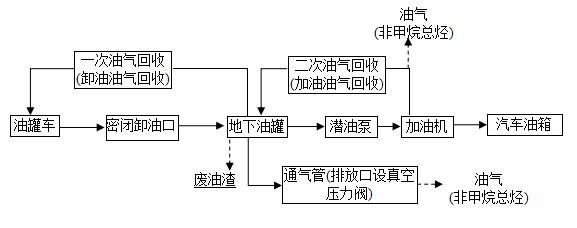 油气
(非甲烷总烃)
一次油气回收
(卸油油气回收)
二次油气回收
(加油油气回收)
油罐车
密闭卸油口
地下油罐
潜油泵
加油机
汽车油箱
废油渣
通气管(排放口设真空
压力阀)
油气
(非甲烷总烃)